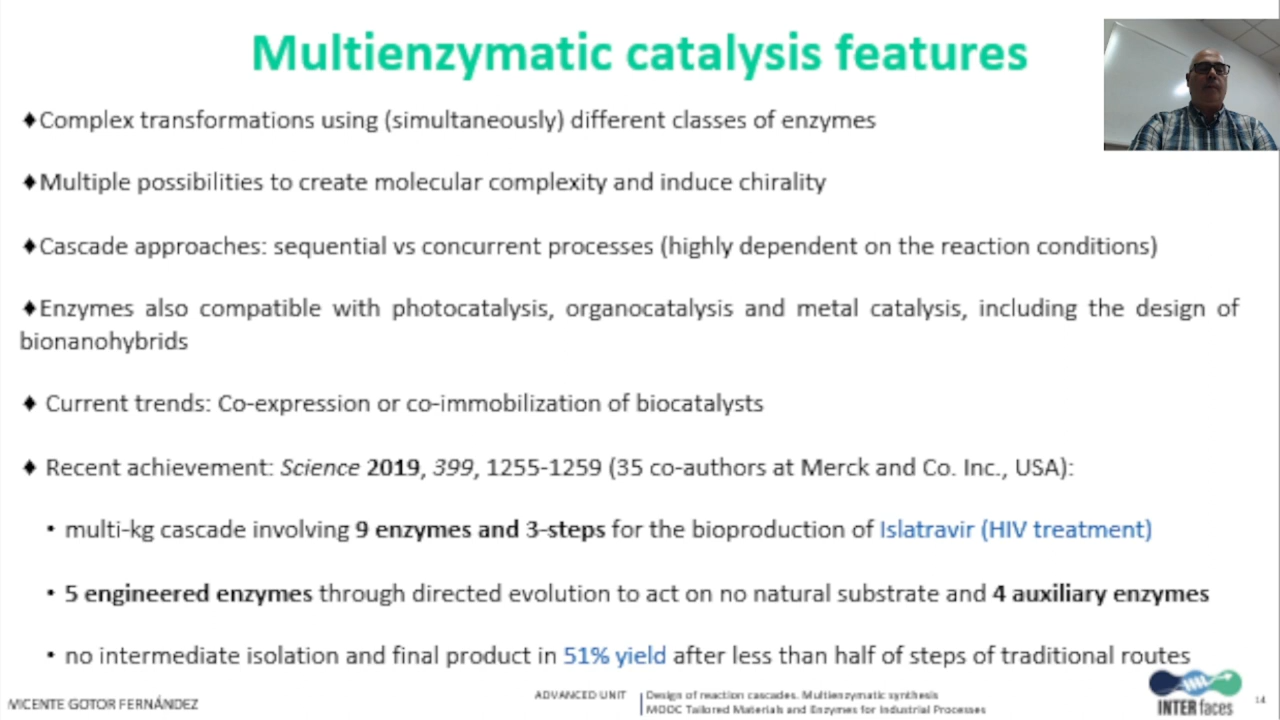 Multienzymatic catalysis features
♦Complex transformations using (simultaneously) different classes of enzymes
♦Multiple possibilities to create molecular complexity and induce chirality
♦Cascade approaches: sequential vs concurrent processes (highly dependent on the reaction conditions)
♦Enzymes also compatible with photocatalysis, organocatalysis and metal catalysis, including the design of
bionanohybrids
♦ Current trends: Co-expression or co-immobilization of biocatalysts
♦ Recent achievement: Science 2019, 399, 1255-1259 (35 co-authors at Merck and Co. Inc., USA):
• multi-kg cascade involving 9 enzymes and 3-steps for the bioproduction of Islatravir (HIV treatment)
• 5 engineered enzymes through directed evolution to act on no natural substrate and 4 auxiliary enzymes
• no intermediate isolation and final product in 51% yield after less than half of steps of traditional routes
VICENTE GOTOR FERNÁNDEZ
ADVANCED UNIT
Design of reaction cascades. Multienzymatic synthesis
MOOC Tailored Materials and Enzymes for Industrial Processes
INTERfaces
14